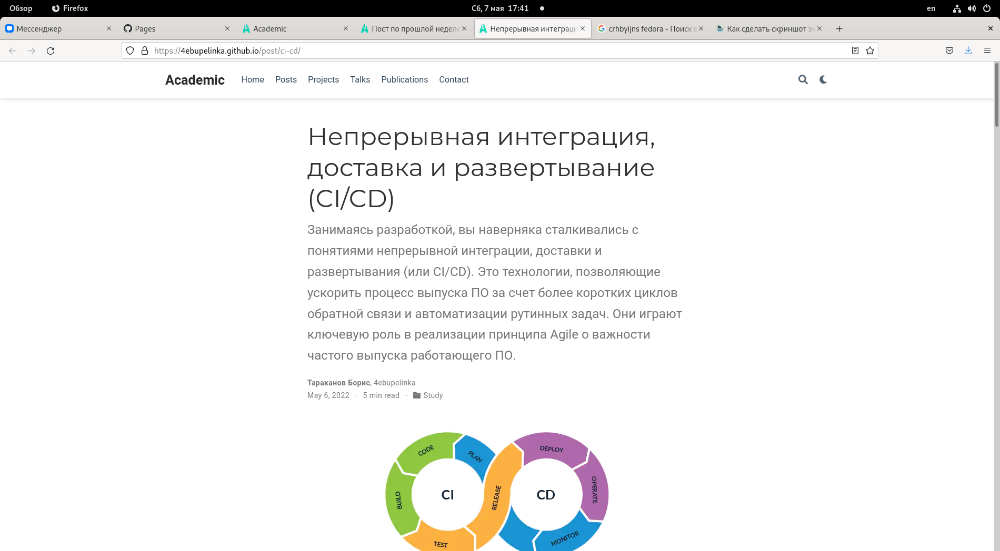 Обзор Firefox Сб, 7 мая 17:41 en
Мессенджер Pages Academic Пост по прошлой неделе Непрерывная интеграци crhbyijns fedora - Поиск в Как сделать скриншот эк
https://4ebupelinka.github.io/post/ci-cd/
Academic Home Posts Projects Talks Publications Contact
Непрерывная интеграция,
доставка и развертывание
(CI/CD)
Занимаясь разработкой, вы наверняка сталкивались с
понятиями непрерывной интеграции, доставки и
развертывания (или CI/CD). Это технологии, позволяющие
ускорить процесс выпуска ПО за счет более коротких циклов
обратной связи и автоматизации рутинных задач. Они играют
ключевую роль в реализации принципа Agile о важности
частого выпуска работающего ПО.
Тараканов Борис, 4ebupelinka
May 6, 2022 · 5 min read · Study
CODE PLAN DEPLOY
BUILD CI RELEASE CD OPERATE
TEST MONITOR